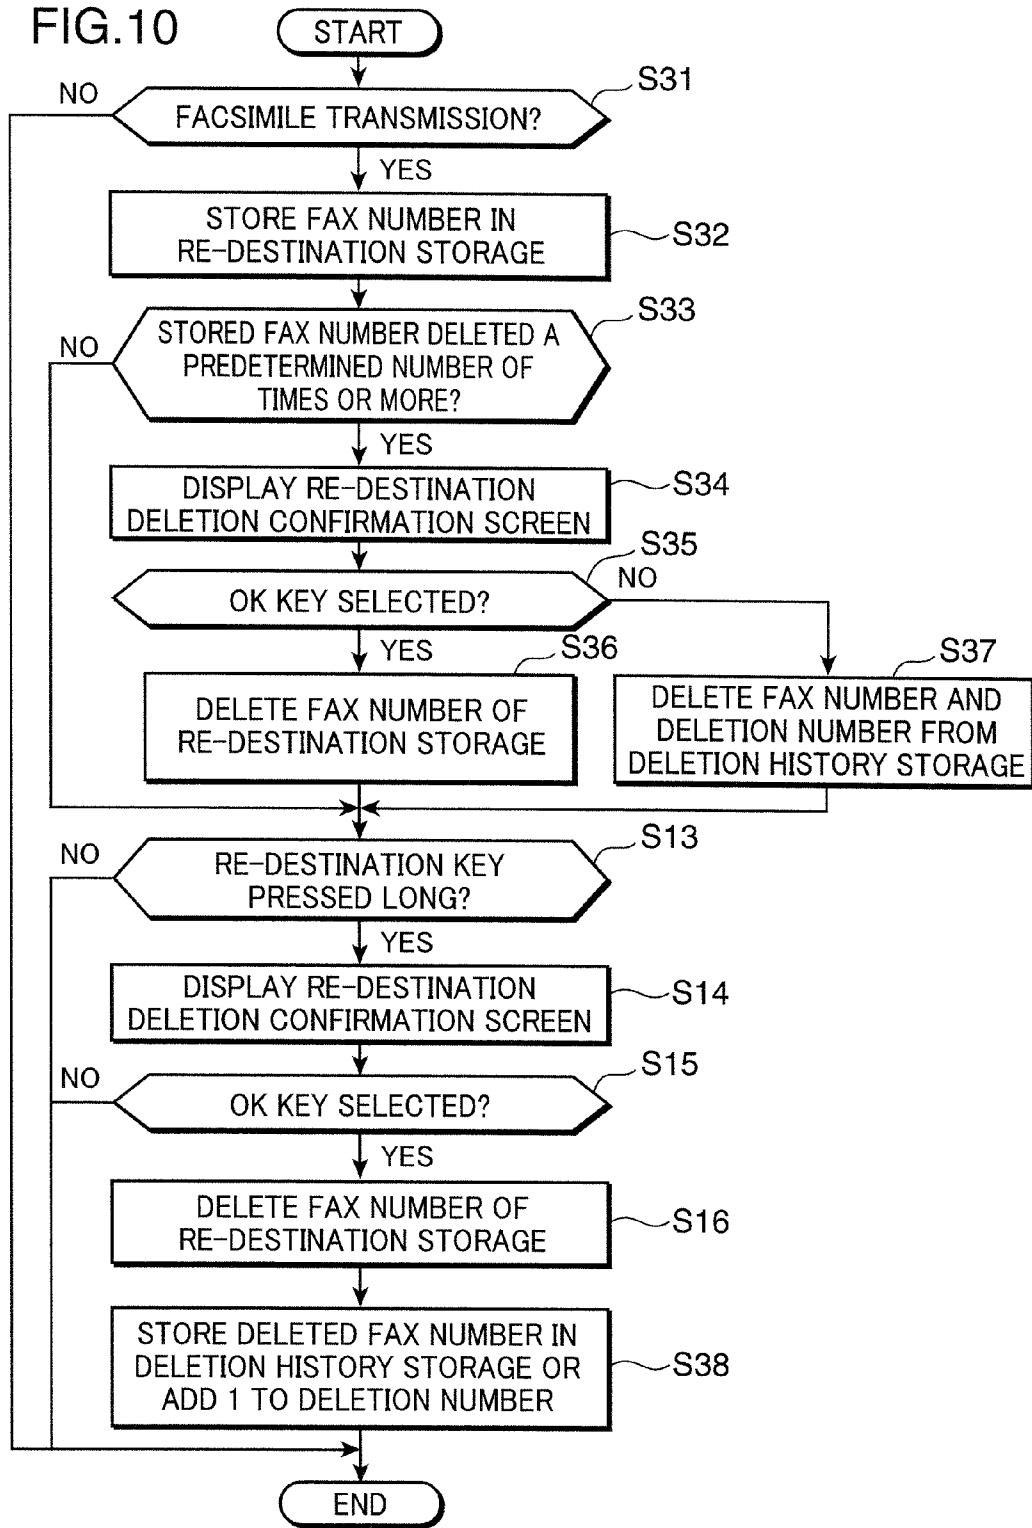 FIG.10
START
S31
NO
FACSIMILE TRANSMISSION?
YES
STORE FAX NUMBER IN
RE-DESTINATION STORAGE
S32
S33
NO
STORED FAX NUMBER DELETED A
PREDETERMINED NUMBER OF
TIMES OR MORE?
YES
DISPLAY RE-DESTINATION
DELETION CONFIRMATION SCREEN
S34
S35
OK KEY SELECTED?
NO
YES
S36
S37
DELETE FAX NUMBER OF
RE-DESTINATION STORAGE
DELETE FAX NUMBER AND
DELETION NUMBER FROM
DELETION HISTORY STORAGE
S13
NO
RE-DESTINATION KEY
PRESSED LONG?
YES
DISPLAY RE-DESTINATION
DELETION CONFIRMATION SCREEN
S14
S15
NO
OK KEY SELECTED?
YES
DELETE FAX NUMBER OF
RE-DESTINATION STORAGE
S16
STORE DELETED FAX NUMBER IN
DELETION HISTORY STORAGE OR
ADD 1 TO DELETION NUMBER
S38
END